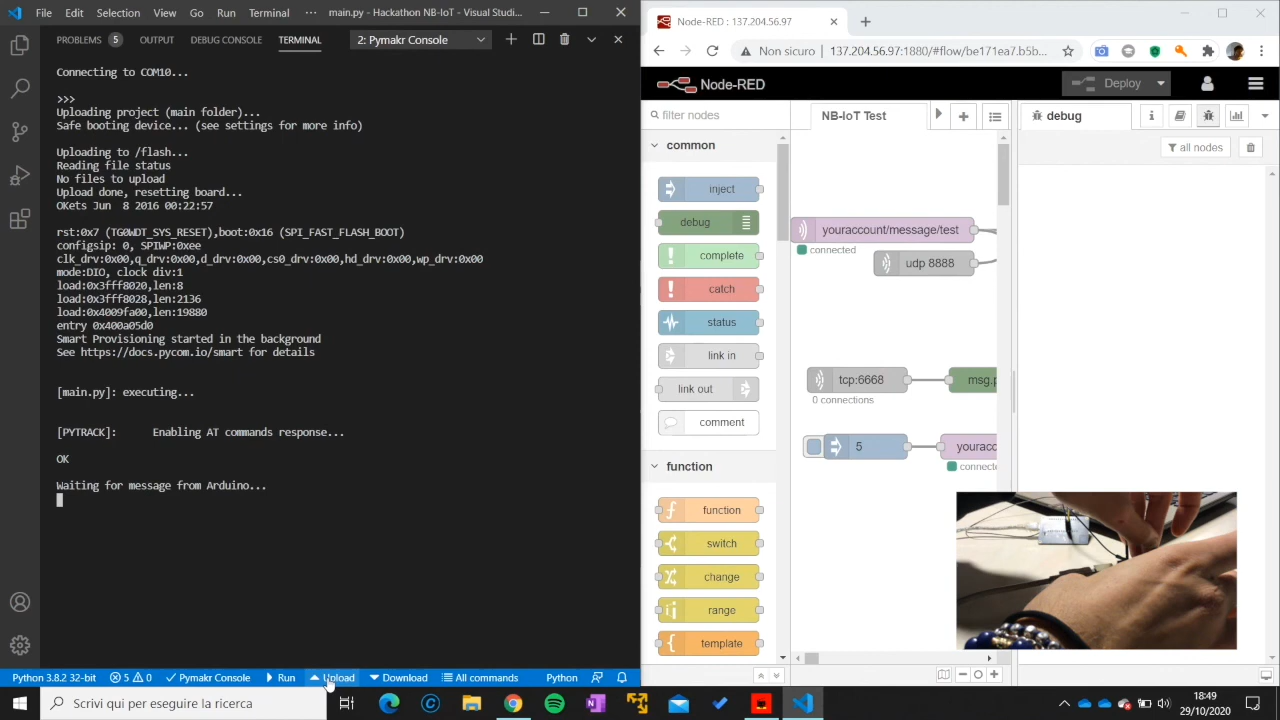 File Edit Selection View Go Run Terminal ··· main.py - Hackathon NB-IoT - Visual Studi...
PROBLEMS 5 OUTPUT DEBUG CONSOLE TERMINAL 2: Pymakr Console
Connecting to COM10...
>>>
Uploading project (main folder)...
Safe booting device... (see settings for more info)
Uploading to /flash...
Reading file status
No files to upload
Upload done, resetting board...
OKets Jun  8 2016 00:22:57
rst:0x7 (TG0WDT_SYS_RESET),boot:0x16 (SPI_FAST_FLASH_BOOT)
configsip: 0, SPIWP:0xee
clk_drv:0x00,q_drv:0x00,d_drv:0x00,cs0_drv:0x00,hd_drv:0x00,wp_drv:0x00
mode:DIO, clock div:1
load:0x3fff8020,len:8
load:0x3fff8028,len:2136
load:0x4009fa00,len:19880
entry 0x400a05d0
Smart Provisioning started in the background
See https://docs.pycom.io/smart for details
[main.py]: executing...
[PYTRACK]: Enabling AT commands response...
OK
Waiting for message from Arduino...
Python 3.8.2 32-bit 5 0 Pymakr Console Run Upload Download All commands Python
Node-RED : 137.204.56.97
Non sicuro 137.204.56.97:1880/#flow/be171ea7.b5b...
Node-RED Deploy
filter nodes
common
inject
debug
complete
catch
status
link in
link out
comment
function
function
switch
change
range
template
NB-IoT Test
youraccount/message/test
connected
udp 8888
tcp:6668
msg.p
0 connections
5
youracc
connecte
debug
all nodes
Scrivi qui per eseguire la ricerca
18:49
29/10/2020